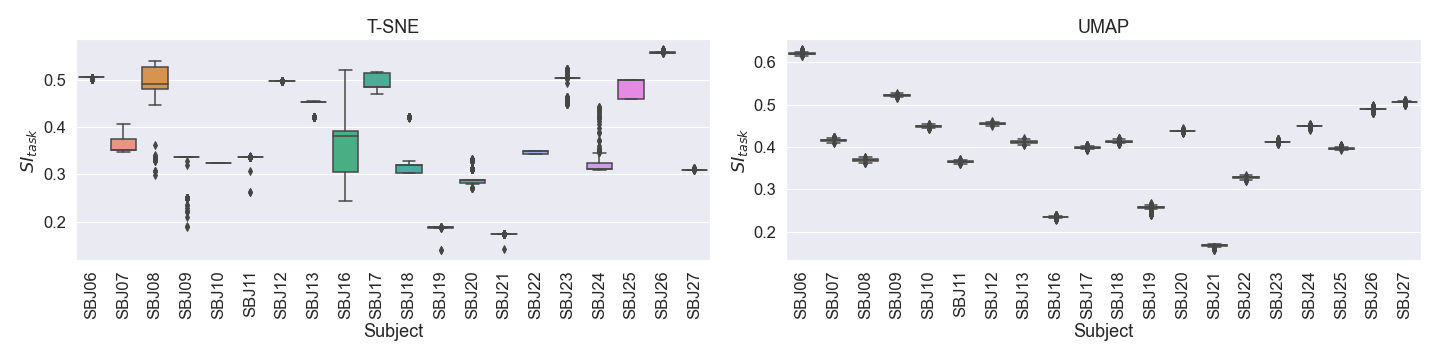 T-SNE
SI_task
0.5
0.4
0.3
0.2
SBJ06
SBJ07
SBJ08
SBJ09
SBJ10
SBJ11
SBJ12
SBJ13
SBJ16
SBJ17
SBJ18
SBJ19
SBJ20
SBJ21
SBJ22
SBJ23
SBJ24
SBJ25
SBJ26
SBJ27
Subject
UMAP
SI_task
0.6
0.5
0.4
0.3
0.2
SBJ06
SBJ07
SBJ08
SBJ09
SBJ10
SBJ11
SBJ12
SBJ13
SBJ16
SBJ17
SBJ18
SBJ19
SBJ20
SBJ21
SBJ22
SBJ23
SBJ24
SBJ25
SBJ26
SBJ27
Subject